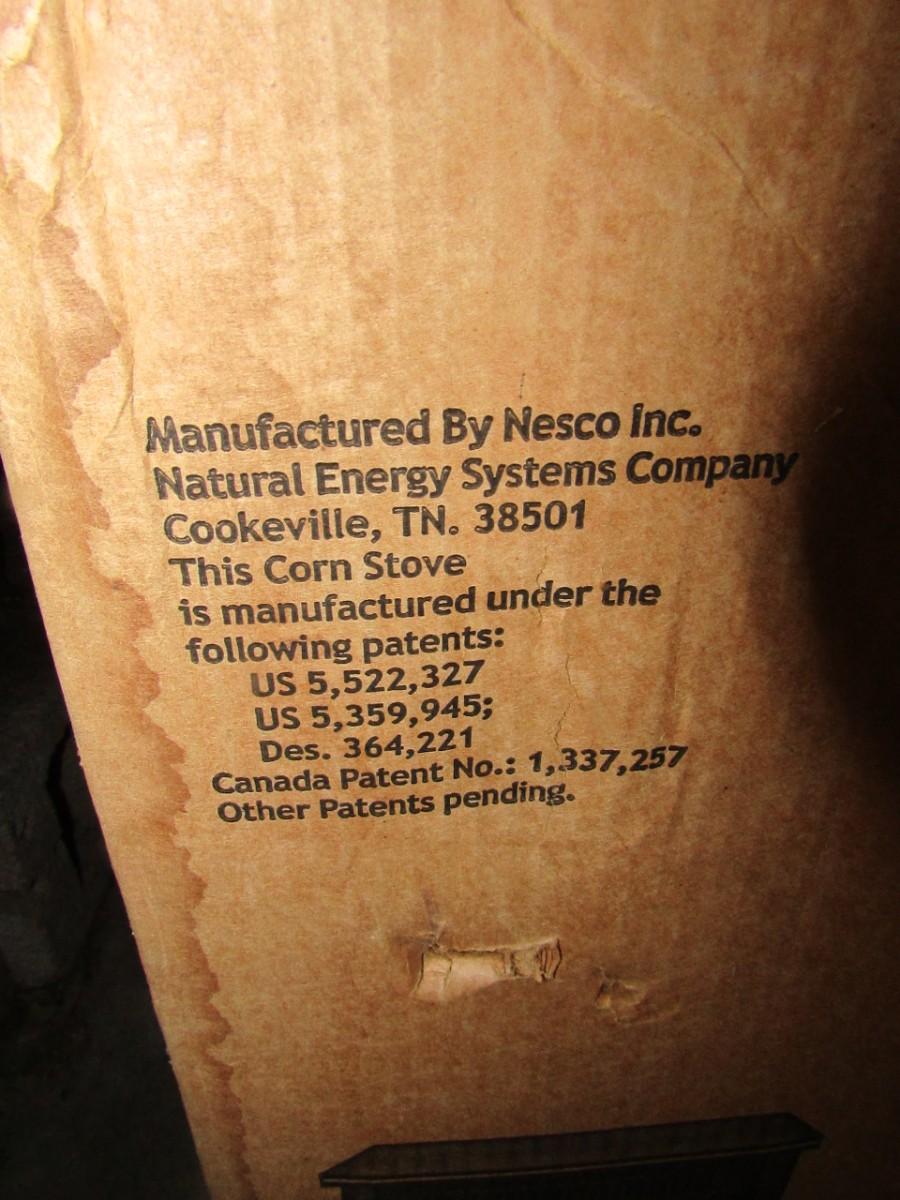 Manufactured By Nesco Inc.
Natural Energy Systems Company
Cookeville, TN. 38501
This Corn Stove
is manufactured under the
following patents:
US 5,522,327
US 5,359,945;
Des. 364,221
Canada Patent No.: 1,337,257
Other Patents pending.